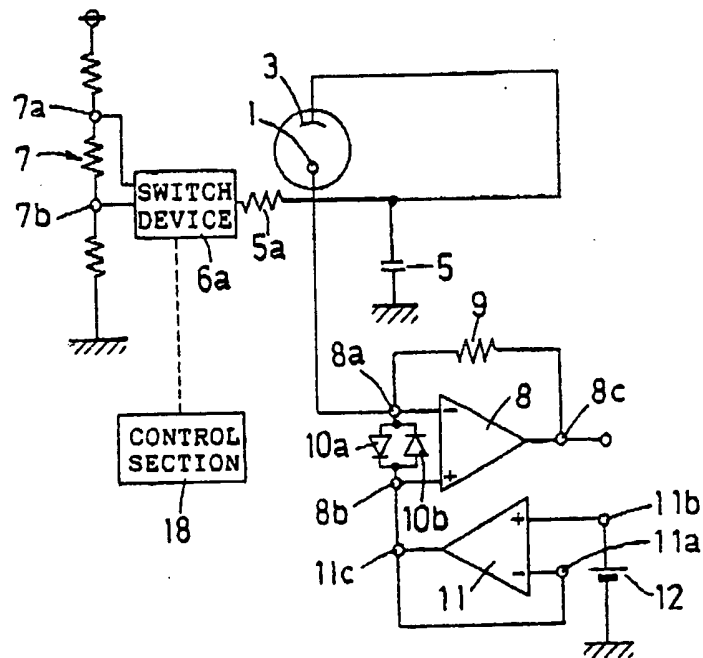 3
1
7a
7
7b
SWITCH
DEVICE
6a
5a
5
9
8a
8
8c
-
10a
+
8b
10b
CONTROL
SECTION
18
11c
+
-
11
11b
11a
12